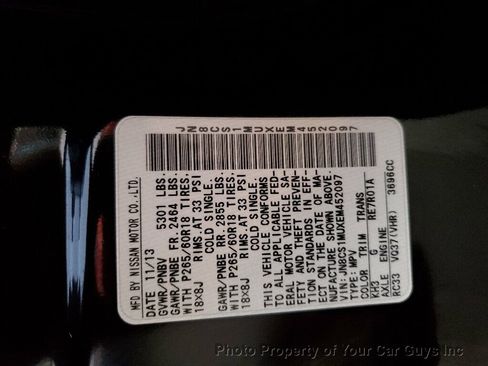 JN8CS1MUXEM452097
MFD BY NISSAN MOTOR CO.,LTD.
DATE 11/13
GVWR/PNBV 5301 LBS.
GAWR/PNBE FR. 2464 LBS.
WITH P265/60R18 TIRES,
18×8J RIMS AT 33 PSI
COLD SINGLE.
GAWR/PNBE RR. 2855 LBS.
WITH P265/60R18 TIRES,
18×8J RIMS AT 33 PSI
COLD SINGLE.
THIS VEHICLE CONFORMS
TO ALL APPLICABLE FED-
ERAL MOTOR VEHICLE SA-
FETY AND THEFT PREVEN-
TION STANDARDS IN EFF-
ECT ON THE DATE OF MA-
NUFACTURE SHOWN ABOVE.
VIN:JN8CS1MUXEM452097
TYPE:MPV
COLOR TRIM TRANS
KH3 G RE7R01A
AXLE ENGINE
RC33 VQ37(VHR) 3696CC
Photo Property of Your Car Guys Inc